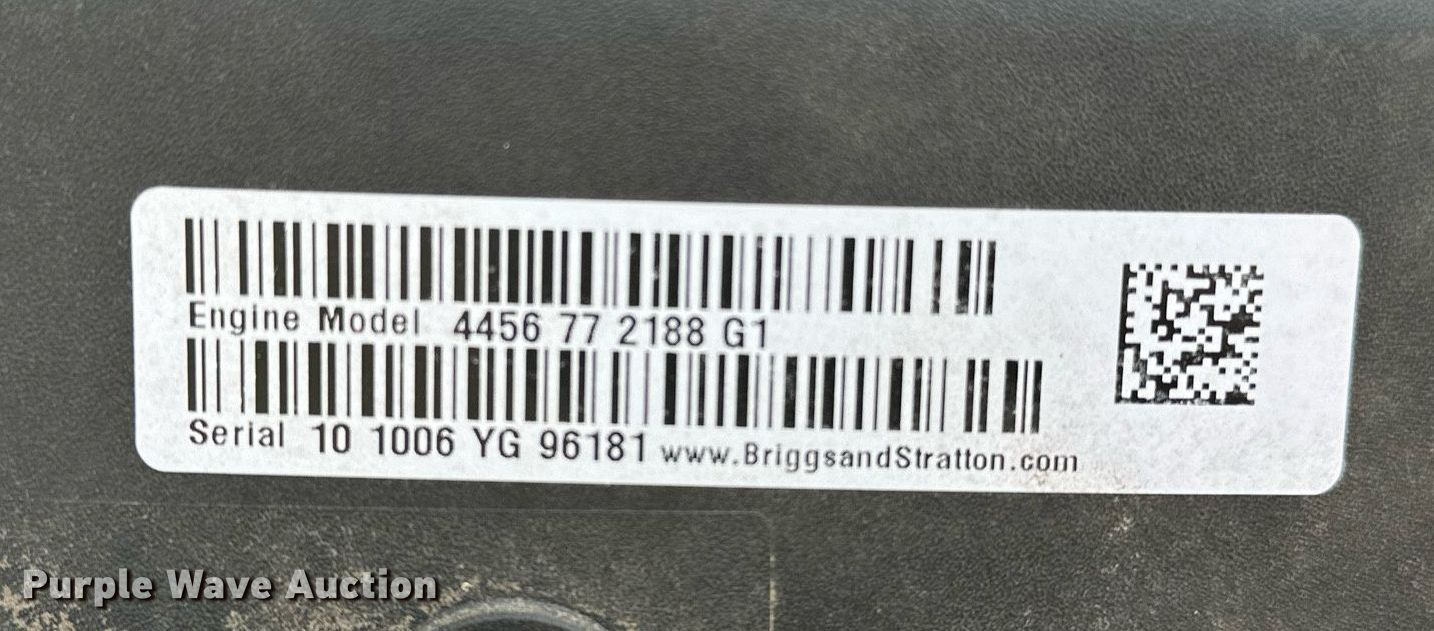 Engine Model 4456 77 2188 G1
Serial 10 1006 YG 96181 www.BriggsandStratton.com
Purple Wave Auction